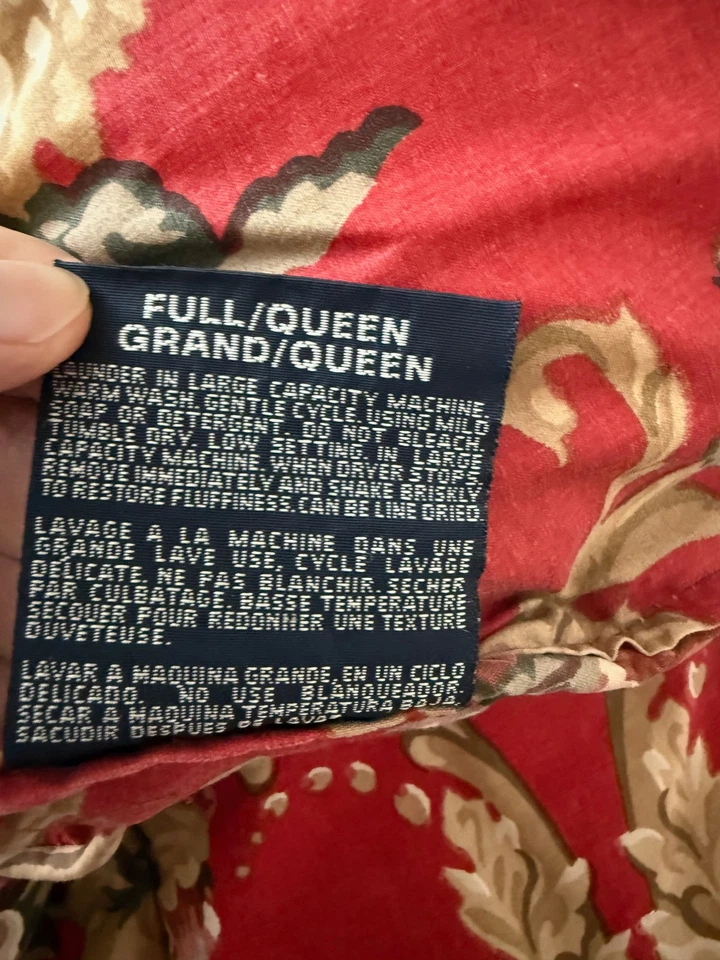 FULL/QUEEN
GRAND/QUEEN
LAUNDER IN LARGE CAPACITY MACHINE.
WARM WASH, GENTLE CYCLE, USING MILD
SOAP OR DETERGENT. DO NOT BLEACH.
TUMBLE DRY, LOW SETTING, IN LARGE
CAPACITY MACHINE. WHEN DRYER STOPS,
REMOVE IMMEDIATELY AND SHAKE BRISKLY
TO RESTORE FLUFFINESS. CAN BE LINE DRIED
LAVAGE A LA MACHINE DANS UNE
GRANDE LAVE USE, CYCLE LAVAGE
DELICATE. NE PAS BLANCHIR. SECHER
PAR CULBATAGE. BASSE TEMPERATURE
SECOUER POUR REDONNER UNE TEXTURE
DUVETEUSE.
LAVAR A MAQUINA GRANDE, EN UN CICLO
DELICADO. NO USE BLANQUEADOR.
SECAR A MAQUINA TEMPERATURA BAJA.
SACUDIR DESPUES DE LAVAR